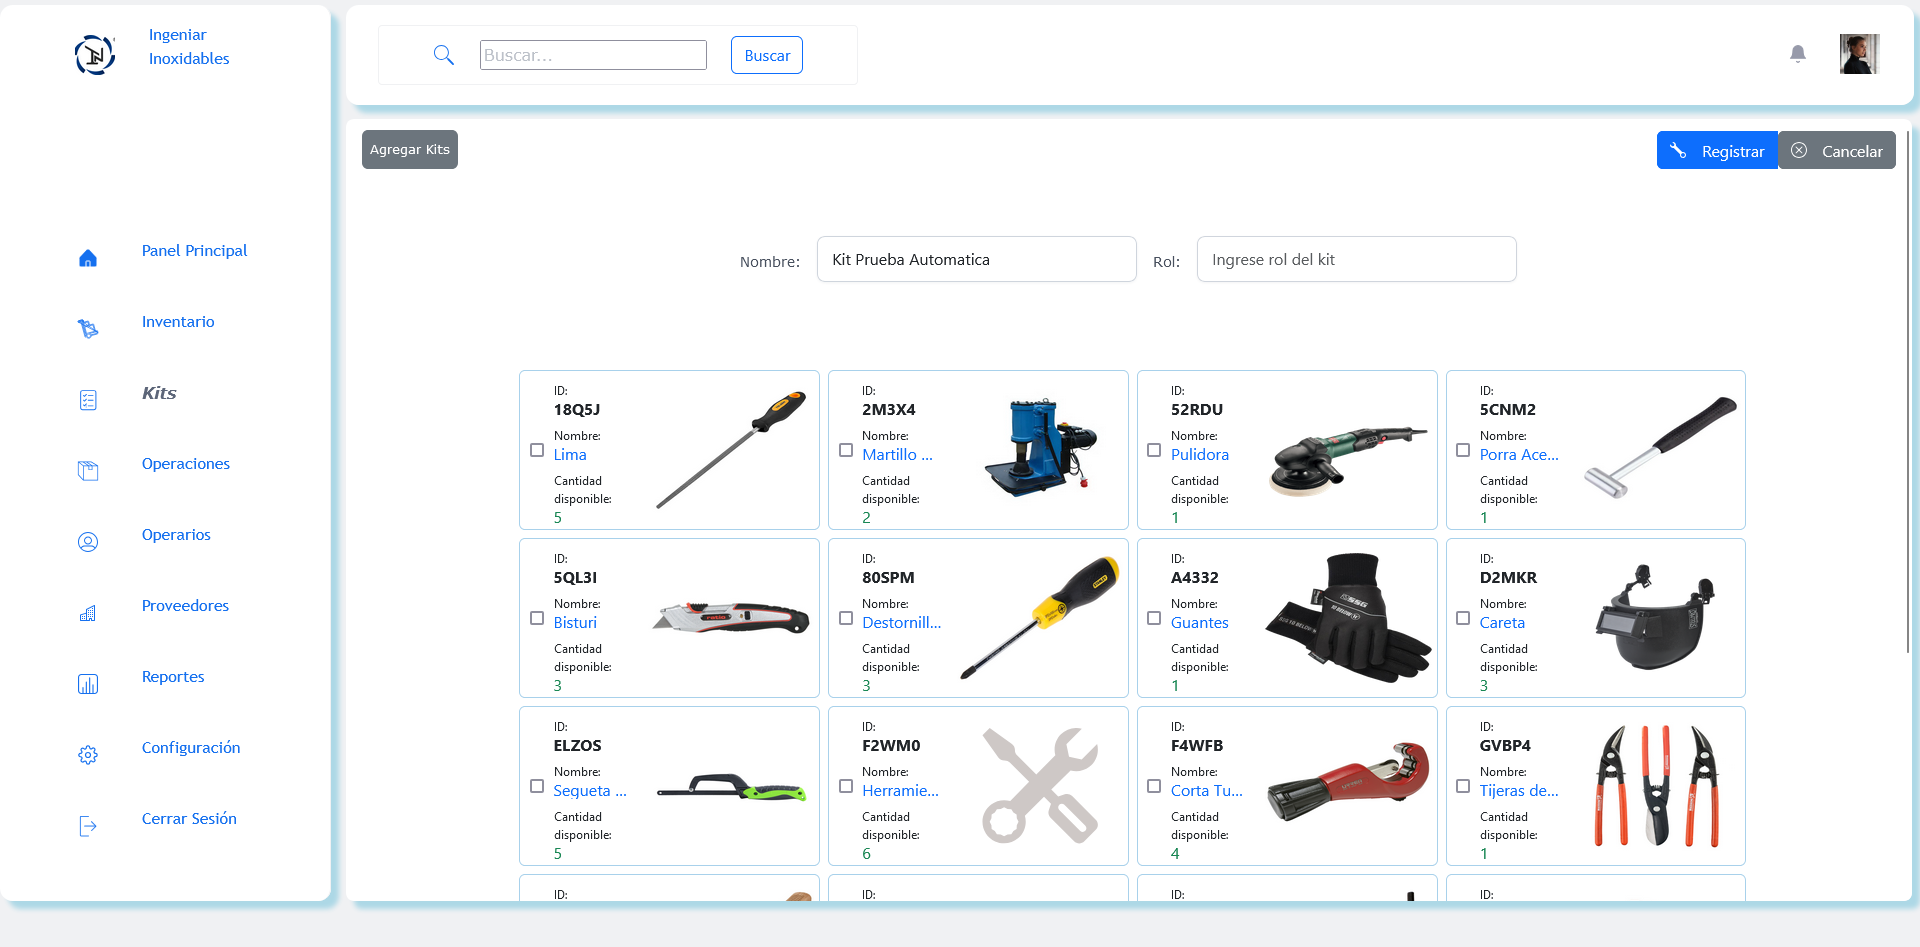 Ingeniar
Inoxidables
Buscar...
Buscar
Panel Principal
Inventario
Kits
Operaciones
Operarios
Proveedores
Reportes
Configuración
Cerrar Sesión
Agregar Kits
Registrar
Cancelar
Nombre:
Kit Prueba Automatica
Rol:
Ingrese rol del kit
ID:
18Q5J
Nombre:
Lima
Cantidad
disponible:
5
ID:
2M3X4
Nombre:
Martillo ...
Cantidad
disponible:
2
ID:
52RDU
Nombre:
Pulidora
Cantidad
disponible:
1
ID:
5CNM2
Nombre:
Porra Ace...
Cantidad
disponible:
1
ID:
5QL3I
Nombre:
Bisturi
Cantidad
disponible:
3
ID:
80SPM
Nombre:
Destornill...
Cantidad
disponible:
3
ID:
A4332
Nombre:
Guantes
Cantidad
disponible:
1
SSG
ID:
D2MKR
Nombre:
Careta
Cantidad
disponible:
3
ID:
ELZOS
Nombre:
Segueta ...
Cantidad
disponible:
5
ID:
F2WM0
Nombre:
Herramie...
Cantidad
disponible:
6
ID:
F4WFB
Nombre:
Corta Tu...
Cantidad
disponible:
4
ID:
GVBP4
Nombre:
Tijeras de...
Cantidad
disponible:
1
ID:
ID:
ID:
ID: